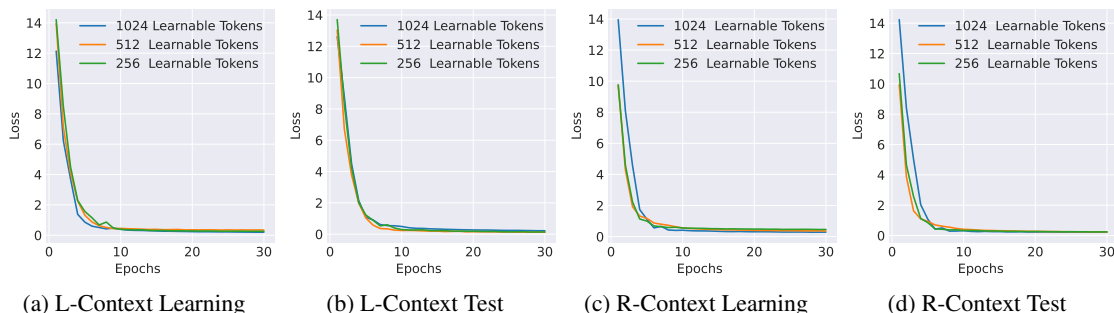 14
12
10
8
6
4
2
0
Loss
1024 Learnable Tokens
512 Learnable Tokens
256 Learnable Tokens
0 10 20 30
Epochs
(a) L-Context Learning
14
12
10
8
6
4
2
0
Loss
1024 Learnable Tokens
512 Learnable Tokens
256 Learnable Tokens
0 10 20 30
Epochs
(b) L-Context Test
14
12
10
8
6
4
2
0
Loss
1024 Learnable Tokens
512 Learnable Tokens
256 Learnable Tokens
0 10 20 30
Epochs
(c) R-Context Learning
14
12
10
8
6
4
2
0
Loss
1024 Learnable Tokens
512 Learnable Tokens
256 Learnable Tokens
0 10 20 30
Epochs
(d) R-Context Test